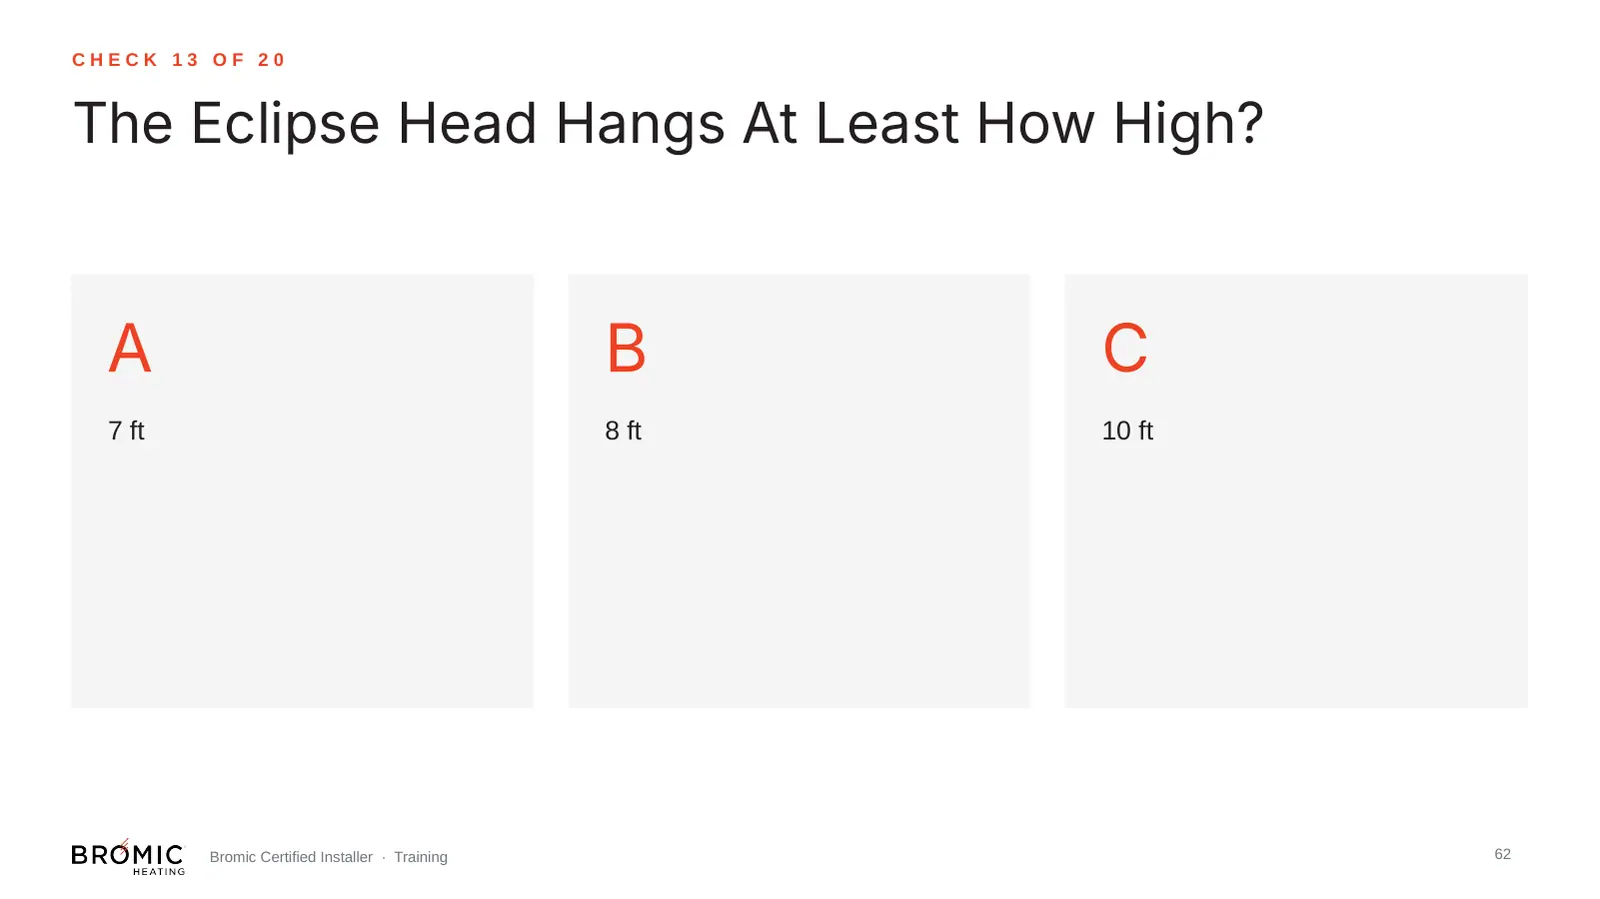 CHECK 13 OF 20
The Eclipse Head Hangs At Least How High?
A
7 ft
B
8 ft
C
10 ft
BROMIC
HEATING
Bromic Certified Installer · Training
62